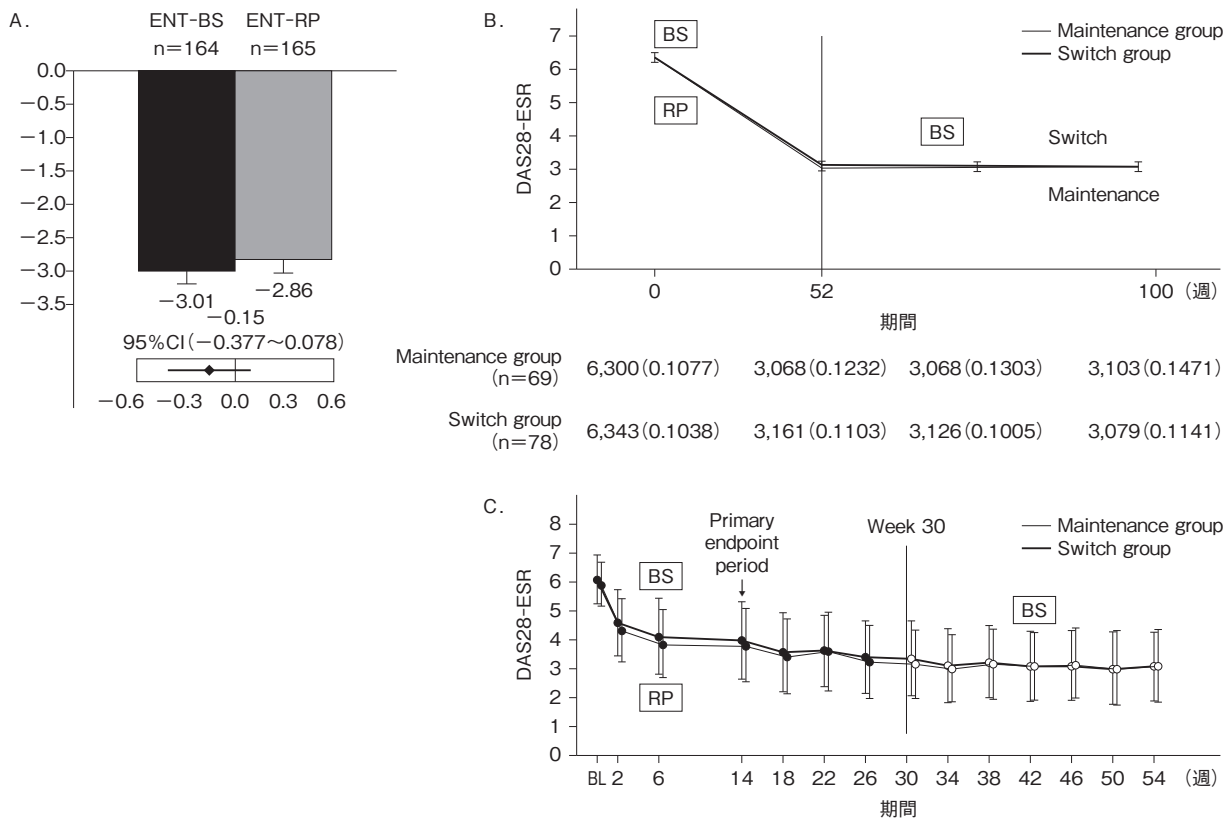 A.
ENT-BS ENT-RP
n=164 n=165
0.0
−0.5
−1.0
−1.5
−2.0
−2.5
−3.0
−3.5
−3.01
−2.86
−0.15
95%CI(−0.377〜0.078)
−0.6 −0.3 0.0 0.3 0.6
B.
DAS28-ESR
7
6
5
4
3
2
1
0
BS
RP
BS
Maintenance group
Switch group
Switch
Maintenance
0 52 100 (週)
期間
Maintenance group
(n=69)
6,300(0.1077) 3,068(0.1232) 3,068(0.1303) 3,103(0.1471)
Switch group
(n=78)
6,343(0.1038) 3,161(0.1103) 3,126(0.1005) 3,079(0.1141)
C.
DAS28-ESR
8
7
6
5
4
3
2
1
0
BS
RP
Primary
endpoint
period
Week 30
Maintenance group
Switch group
BS
BL 2 6 14 18 22 26 30 34 38 42 46 50 54 (週)
期間